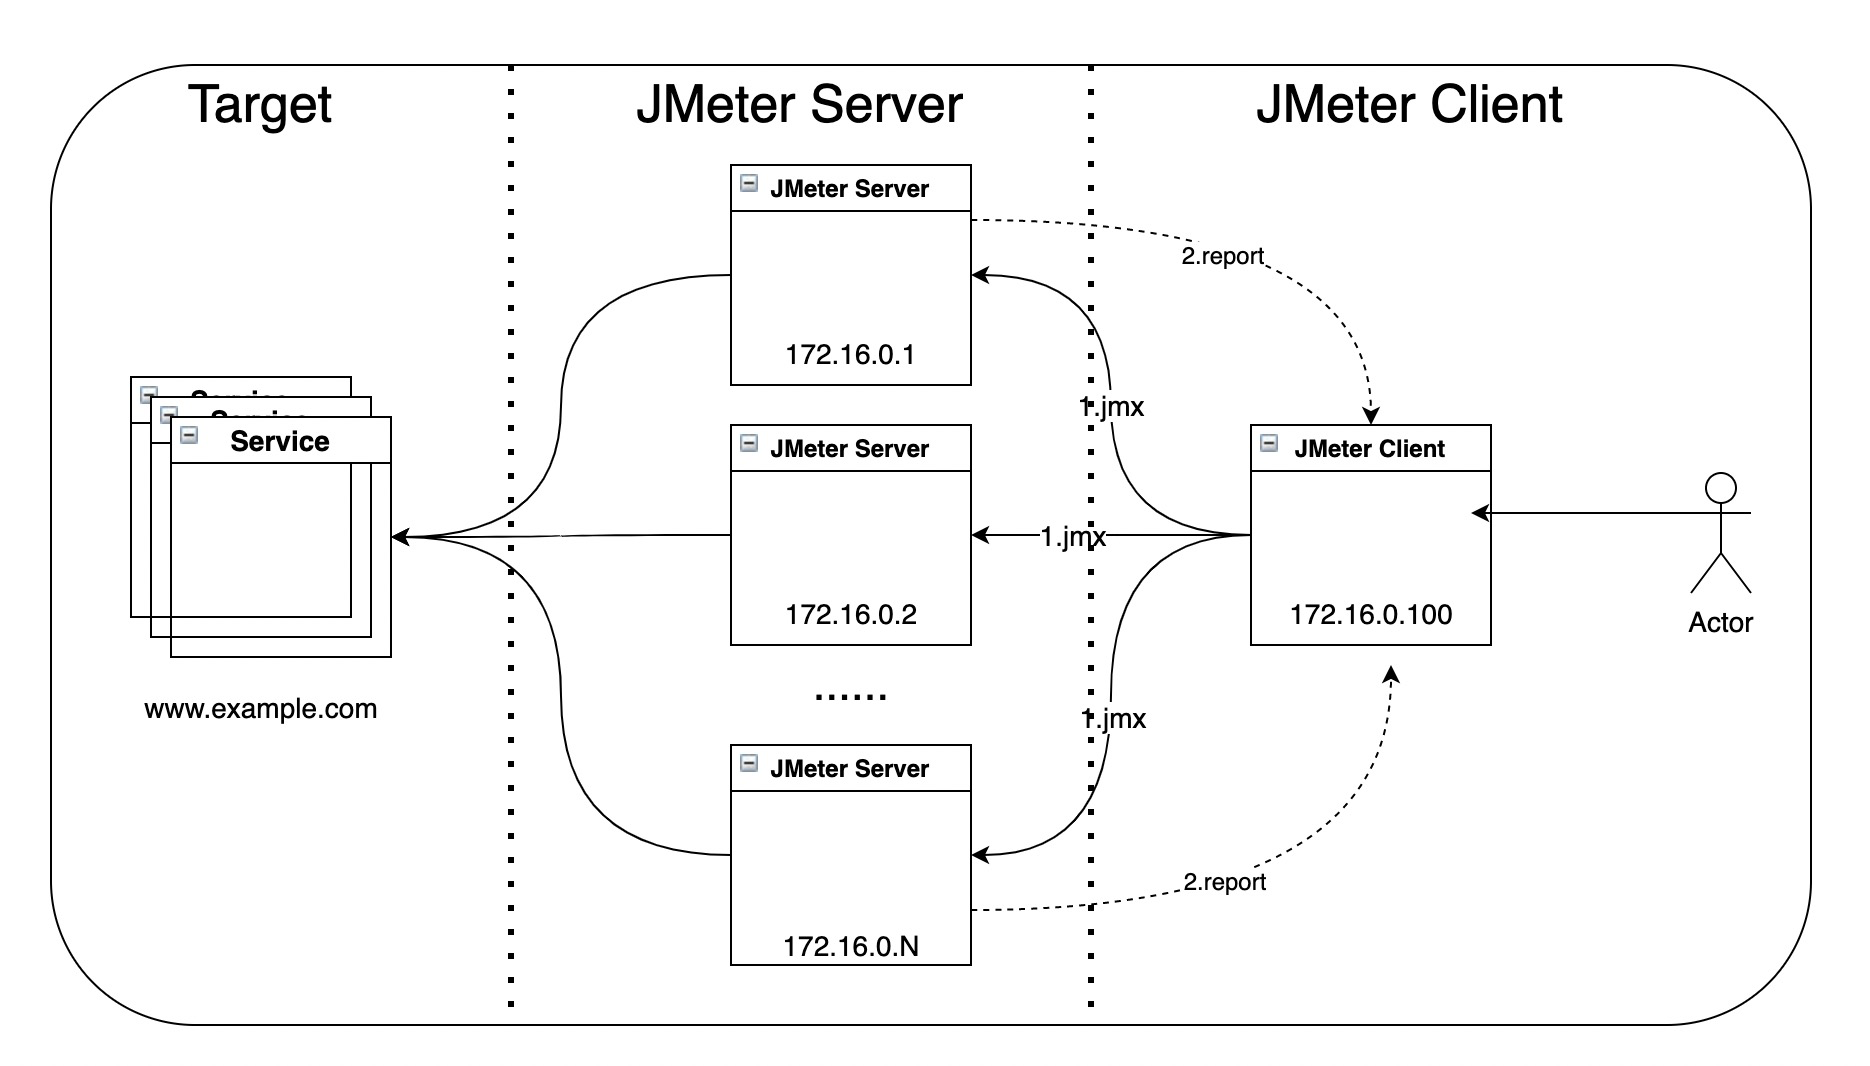 Target
JMeter Server
JMeter Client
JMeter Server
172.16.0.1
2.report
1.jmx
Service
Service
Service
www.example.com
JMeter Server
172.16.0.2
1.jmx
JMeter Client
172.16.0.100
Actor
......
1.jmx
JMeter Server
172.16.0.N
2.report